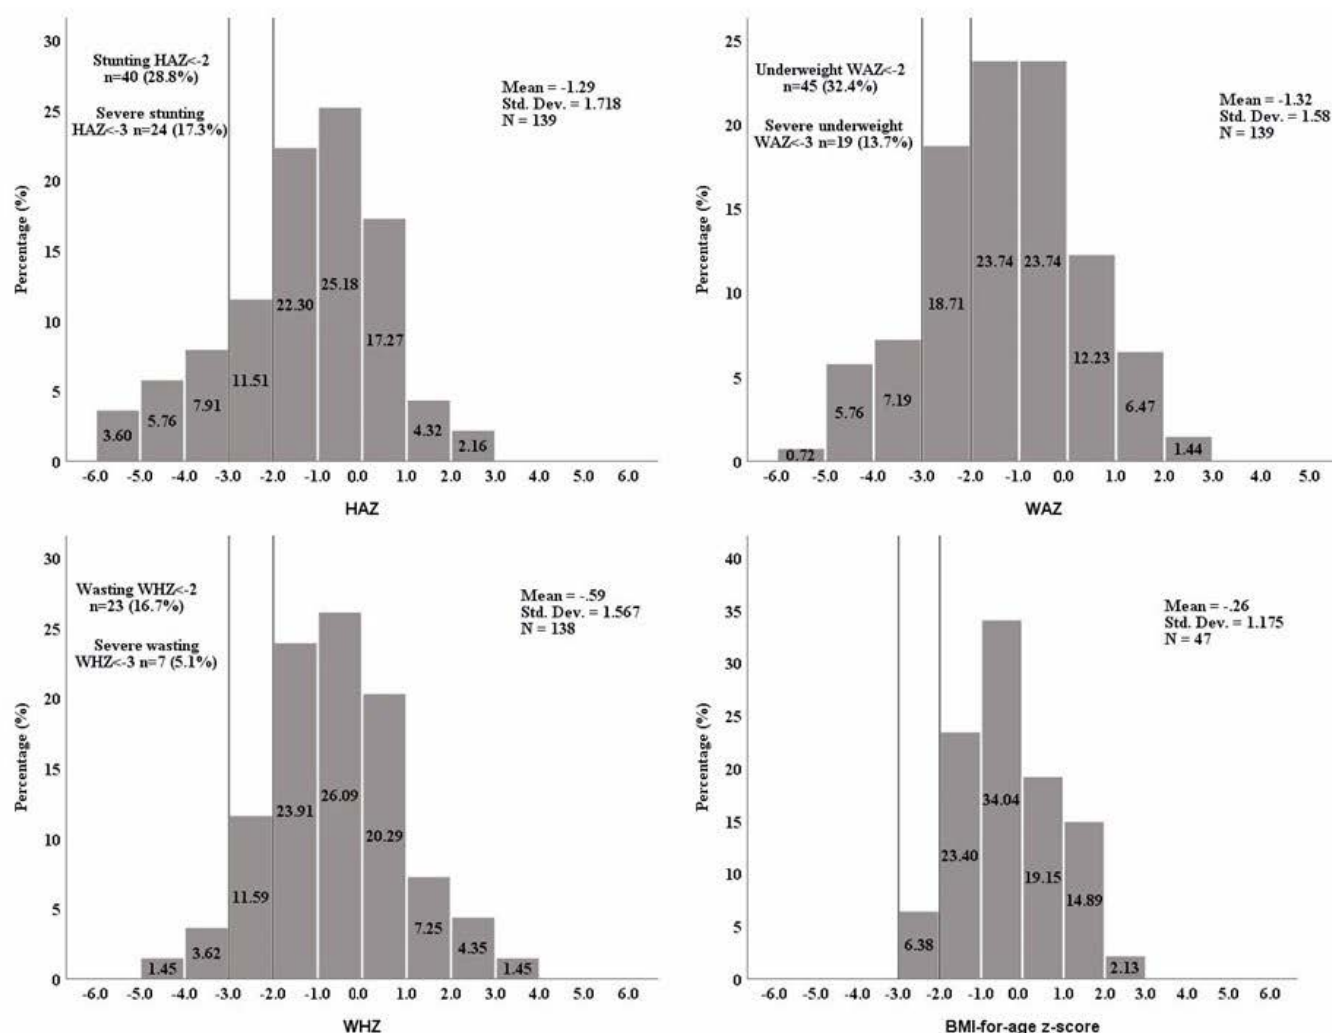 30
25
20
15
10
5
0
Percentage (%)
Stunting HAZ<-2
n=40 (28.8%)
Severe stunting
HAZ<-3 n=24 (17.3%)
Mean = -1.29
Std. Dev. = 1.718
N = 139
3.60
5.76
7.91
11.51
22.30
25.18
17.27
4.32
2.16
-6.0 -5.0 -4.0 -3.0 -2.0 -1.0 0.0 1.0 2.0 3.0 4.0 5.0 6.0
HAZ
25
20
15
10
5
0
Percentage (%)
Underweight WAZ<-2
n=45 (32.4%)
Severe underweight
WAZ<-3 n=19 (13.7%)
Mean = -1.32
Std. Dev. = 1.58
N = 139
0.72
5.76
7.19
18.71
23.74
23.74
12.23
6.47
1.44
-6.0 -5.0 -4.0 -3.0 -2.0 -1.0 0.0 1.0 2.0 3.0 4.0 5.0
WAZ
30
25
20
15
10
5
0
Percentage (%)
Wasting WHZ<-2
n=23 (16.7%)
Severe wasting
WHZ<-3 n=7 (5.1%)
Mean = -.59
Std. Dev. = 1.567
N = 138
1.45
3.62
11.59
23.91
26.09
20.29
7.25
4.35
1.45
-6.0 -5.0 -4.0 -3.0 -2.0 -1.0 0.0 1.0 2.0 3.0 4.0 5.0 6.0
WHZ
40
35
30
25
20
15
10
5
0
Percentage (%)
Mean = -.26
Std. Dev. = 1.175
N = 47
6.38
23.40
34.04
19.15
14.89
2.13
-6.0 -5.0 -4.0 -3.0 -2.0 -1.0 0.0 1.0 2.0 3.0 4.0 5.0 6.0
BMI-for-age z-score